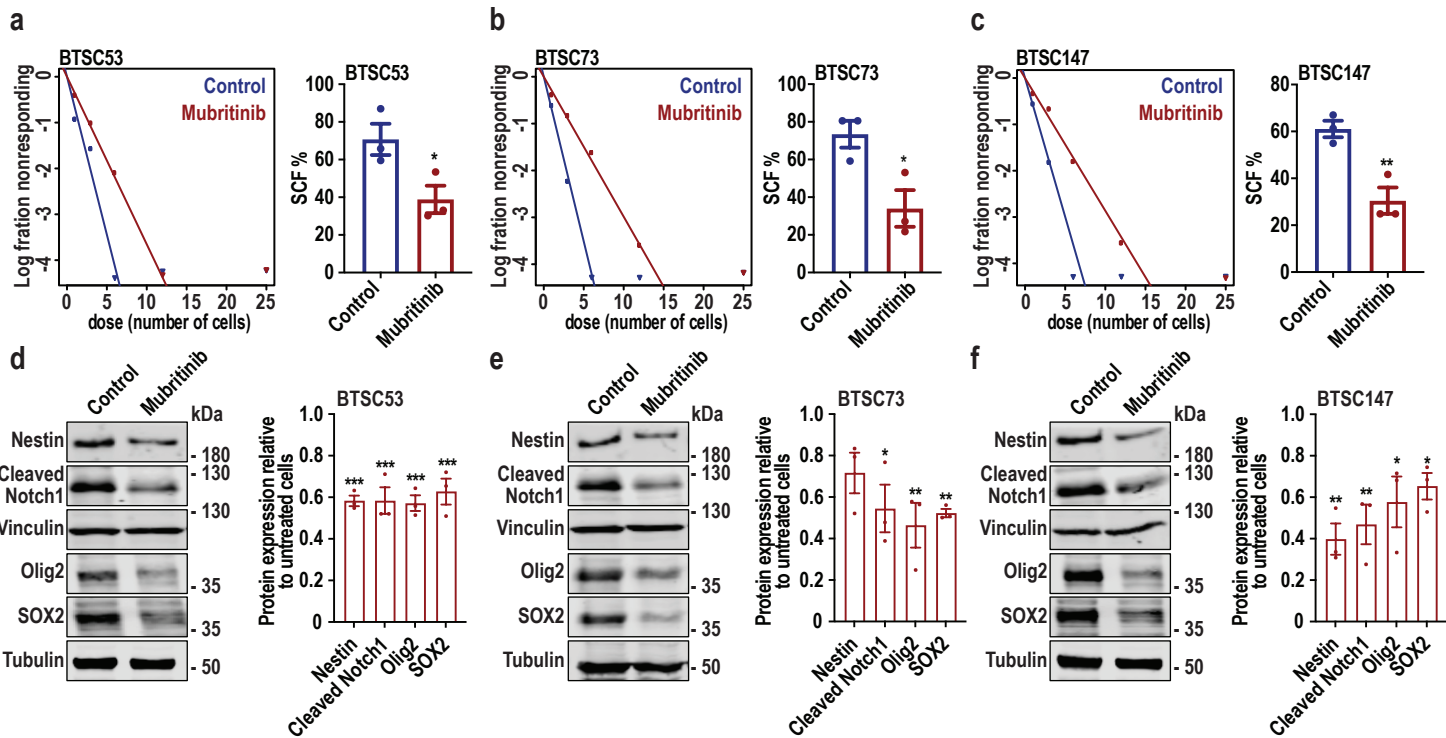 a
BTSC53
Control
Mubritinib
Log fration nonresponding
0
-1
-2
-3
-4
0 5 10 15 20 25
dose (number of cells)
BTSC53
SCF %
100
80
60
40
20
0
*
Control
Mubritinib
b
BTSC73
Control
Mubritinib
Log fration nonresponding
0
-1
-2
-3
-4
0 5 10 15 20 25
dose (number of cells)
BTSC73
SCF %
100
80
60
40
20
0
*
Control
Mubritinib
c
BTSC147
Control
Mubritinib
Log fration nonresponding
0
-1
-2
-3
-4
0 5 10 15 20 25
dose (number of cells)
BTSC147
SCF %
80
60
40
20
0
**
Control
Mubritinib
d
Control
Mubritinib
kDa
Nestin
- 180
Cleaved
Notch1
- 130
- 130
Vinculin
Olig2
- 35
SOX2
- 35
Tubulin
- 50
BTSC53
Protein expression relative
to untreated cells
1.0
0.8
0.6
0.4
0.2
0
*** *** *** ***
Nestin
Cleaved Notch1
Olig2
SOX2
e
Control
Mubritinib
kDa
Nestin
- 180
Cleaved
Notch1
- 130
- 130
Vinculin
Olig2
- 35
SOX2
- 35
Tubulin
- 50
BTSC73
Protein expression relative
to untreated cells
1.0
0.8
0.6
0.4
0.2
0
* ** **
Nestin
Cleaved Notch1
Olig2
SOX2
f
Control
Mubritinib
kDa
Nestin
- 180
Cleaved
Notch1
- 130
- 130
Vinculin
Olig2
- 35
SOX2
- 35
Tubulin
- 50
BTSC147
Protein expression relative
to untreated cells
1.0
0.8
0.6
0.4
0.2
0
** ** * *
Nestin
Cleaved Notch1
Olig2
SOX2